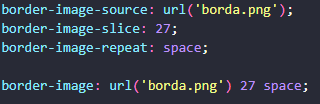 border-image-source: url('borda.png');
border-image-slice: 27;
border-image-repeat: space;
border-image: url('borda.png') 27 space;